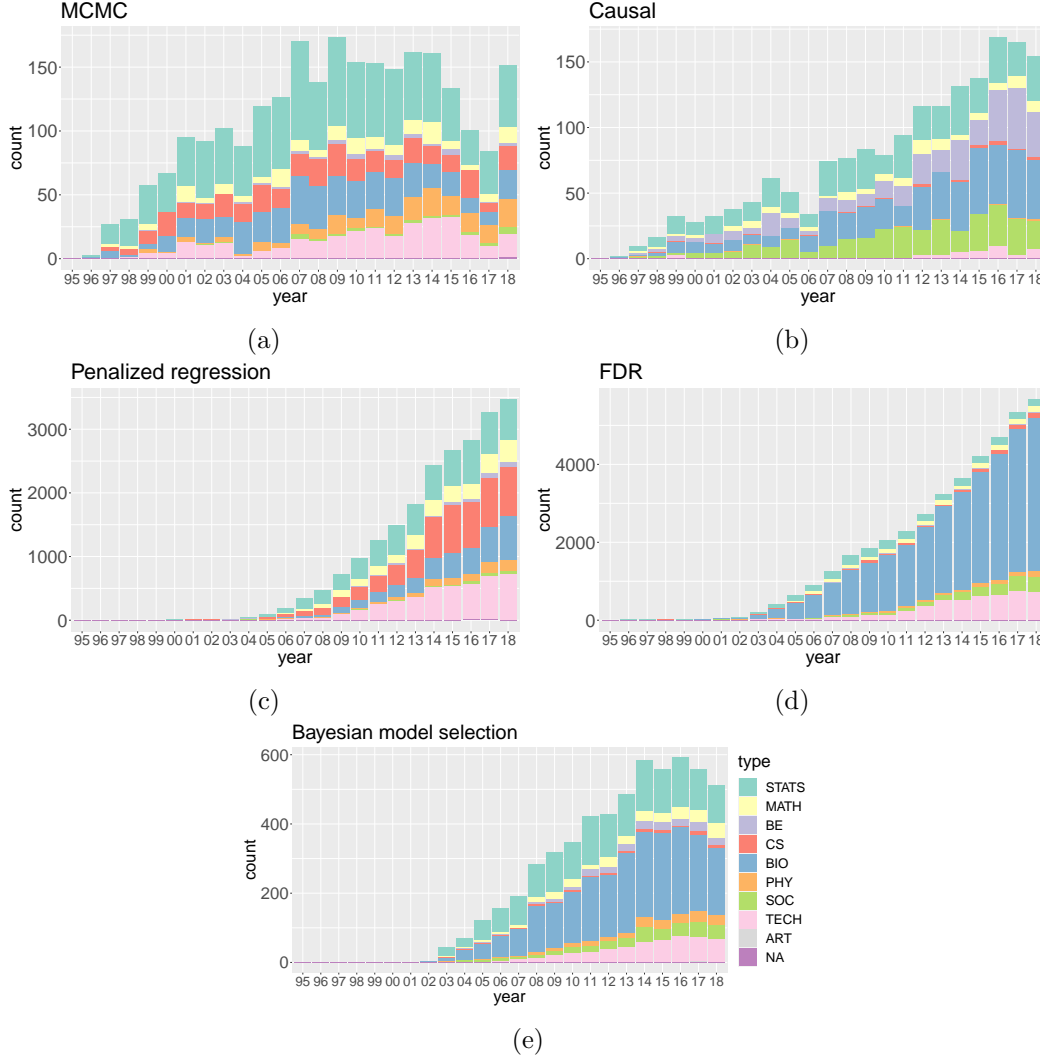 MCMC
150
100
50
0
count
95 96 97 98 99 00 01 02 03 04 05 06 07 08 09 10 11 12 13 14 15 16 17 18
year
(a)
Causal
150
100
50
0
count
95 96 97 98 99 00 01 02 03 04 05 06 07 08 09 10 11 12 13 14 15 16 17 18
year
(b)
Penalized regression
3000
2000
1000
0
count
95 96 97 98 99 00 01 02 03 04 05 06 07 08 09 10 11 12 13 14 15 16 17 18
year
(c)
FDR
4000
2000
0
count
95 96 97 98 99 00 01 02 03 04 05 06 07 08 09 10 11 12 13 14 15 16 17 18
year
(d)
Bayesian model selection
600
400
200
0
count
95 96 97 98 99 00 01 02 03 04 05 06 07 08 09 10 11 12 13 14 15 16 17 18
year
type
STATS
MATH
BE
CS
BIO
PHY
SOC
TECH
ART
NA
(e)